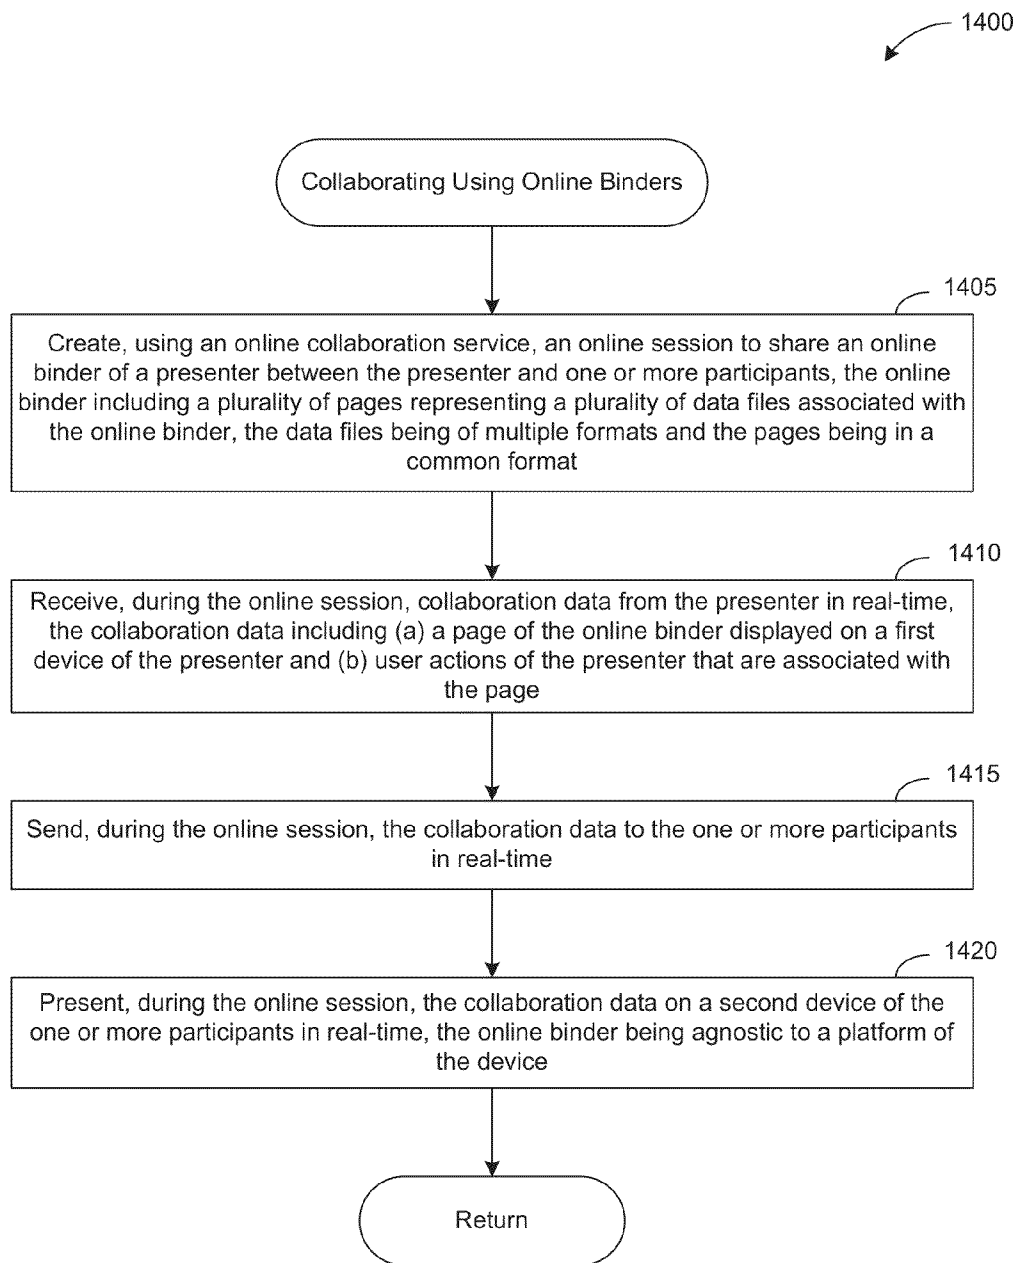 1400
Collaborating Using Online Binders
1405
Create, using an online collaboration service, an online session to share an online
binder of a presenter between the presenter and one or more participants, the online
binder including a plurality of pages representing a plurality of data files associated with
the online binder, the data files being of multiple formats and the pages being in a
common format
1410
Receive, during the online session, collaboration data from the presenter in real-time,
the collaboration data including (a) a page of the online binder displayed on a first
device of the presenter and (b) user actions of the presenter that are associated with
the page
1415
Send, during the online session, the collaboration data to the one or more participants
in real-time
1420
Present, during the online session, the collaboration data on a second device of the
one or more participants in real-time, the online binder being agnostic to a platform of
the device
Return